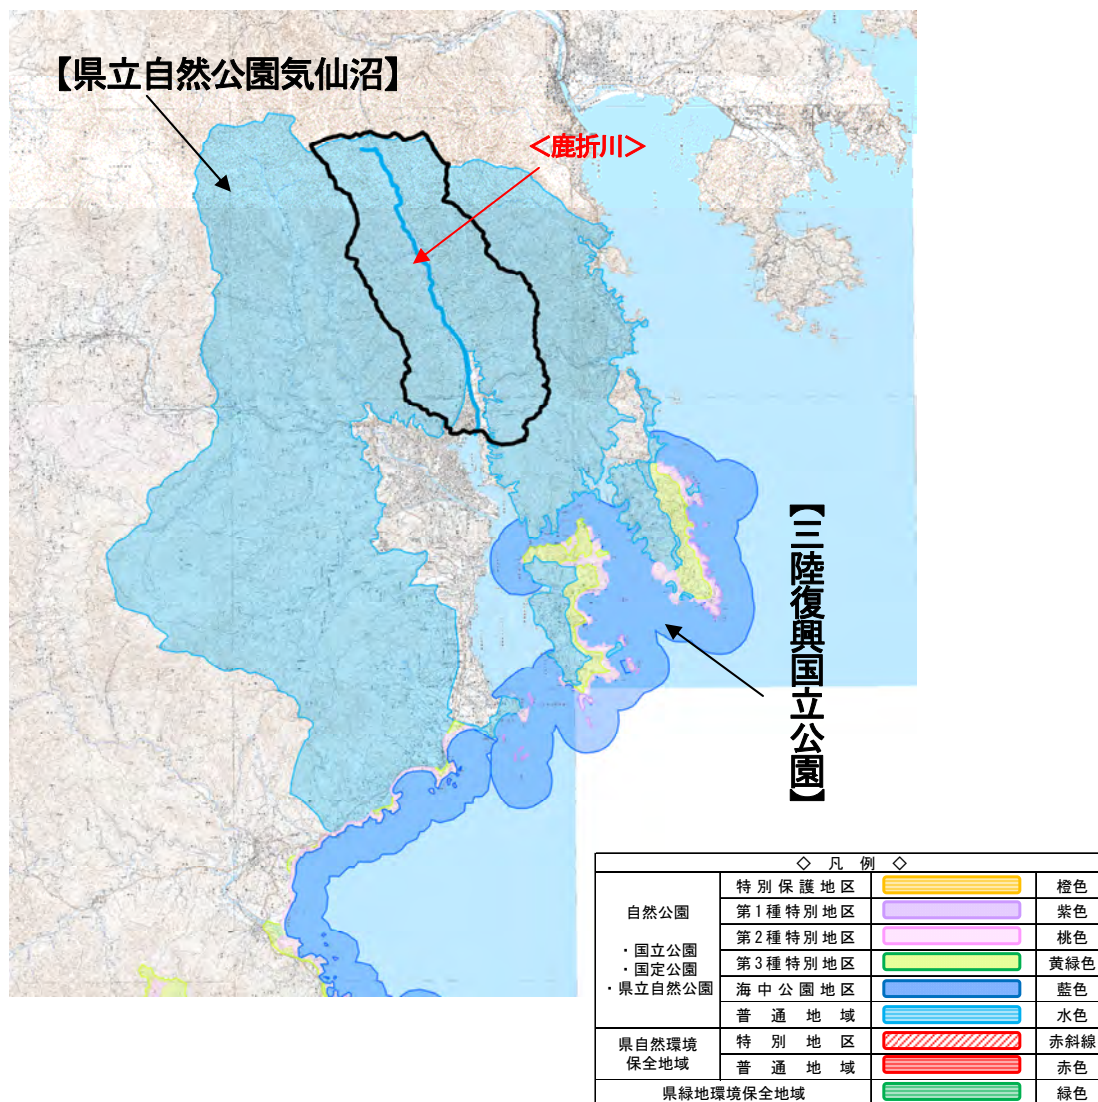 【県立自然公園気仙沼】
＜鹿折川＞
【三陸復興国立公園】
◇ 凡 例 ◇
自然公園
・国立公園
・国定公園
・県立自然公園
特別保護地区 橙色
第1種特別地区 紫色
第2種特別地区 桃色
第3種特別地区 黄緑色
海中公園地区 藍色
普通地域 水色
県自然環境
保全地域
特別地区 赤斜線
普通地域 赤色
県緑地環境保全地域 緑色